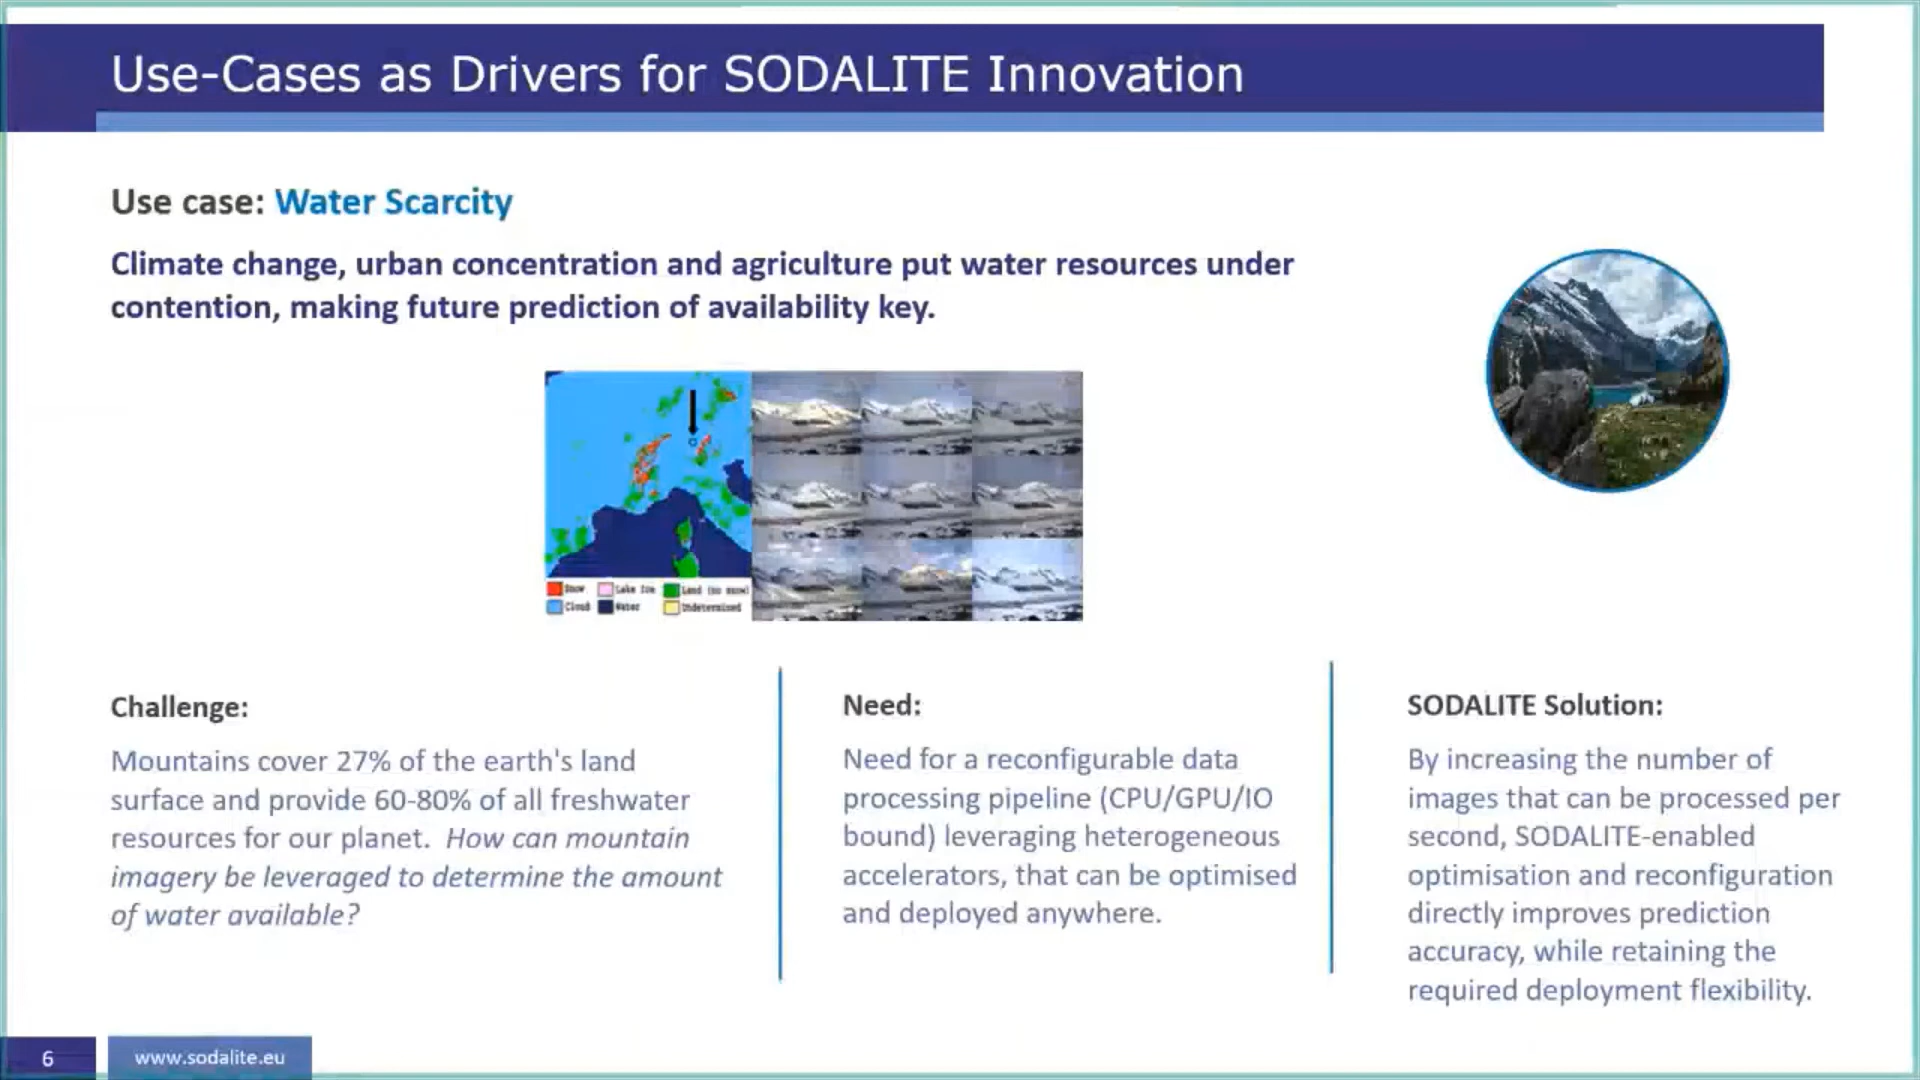 Use-Cases as Drivers for SODALITE Innovation
Use case: Water Scarcity
Climate change, urban concentration and agriculture put water resources under
contention, making future prediction of availability key.
Snow Lake Ice Land (no snow)
Cloud Water Undetermined
Challenge:
Mountains cover 27% of the earth's land
surface and provide 60-80% of all freshwater
resources for our planet. How can mountain
imagery be leveraged to determine the amount
of water available?
Need:
Need for a reconfigurable data
processing pipeline (CPU/GPU/IO
bound) leveraging heterogeneous
accelerators, that can be optimised
and deployed anywhere.
SODALITE Solution:
By increasing the number of
images that can be processed per
second, SODALITE-enabled
optimisation and reconfiguration
directly improves prediction
accuracy, while retaining the
required deployment flexibility.
6
www.sodalite.eu